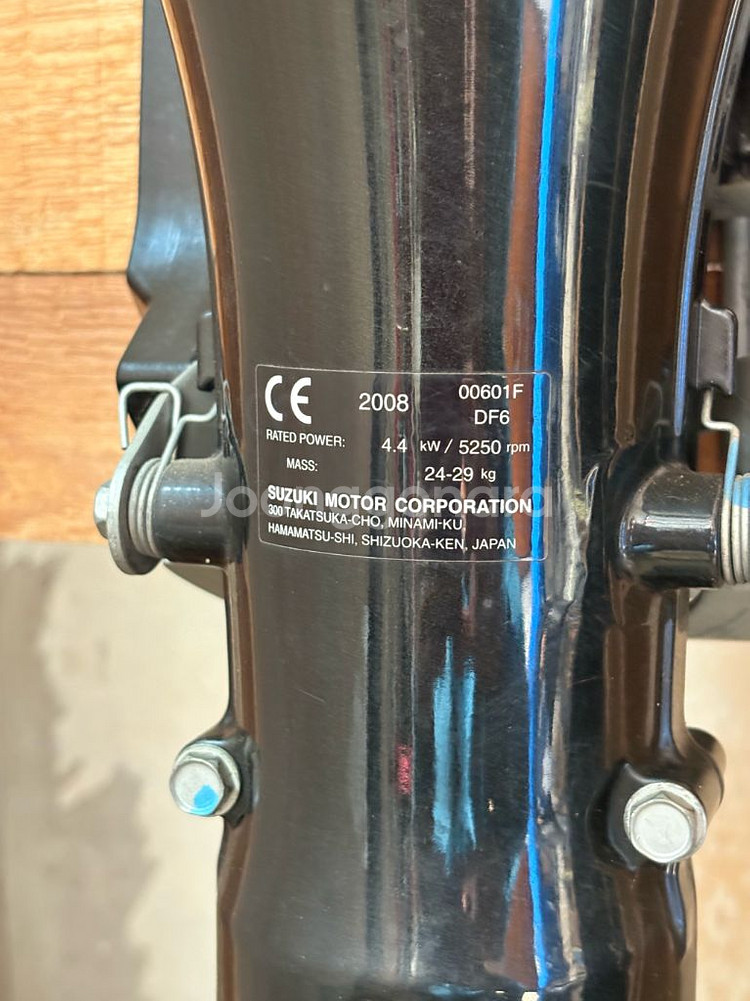 CE 2008 00601F
DF6
RATED POWER: 4.4 kW / 5250 rpm
MASS: 24-29 kg
SUZUKI MOTOR CORPORATION
300 TAKATSUKA-CHO, MINAMI-KU,
HAMAMATSU-SHI, SHIZUOKA-KEN, JAPAN
Joonggonara